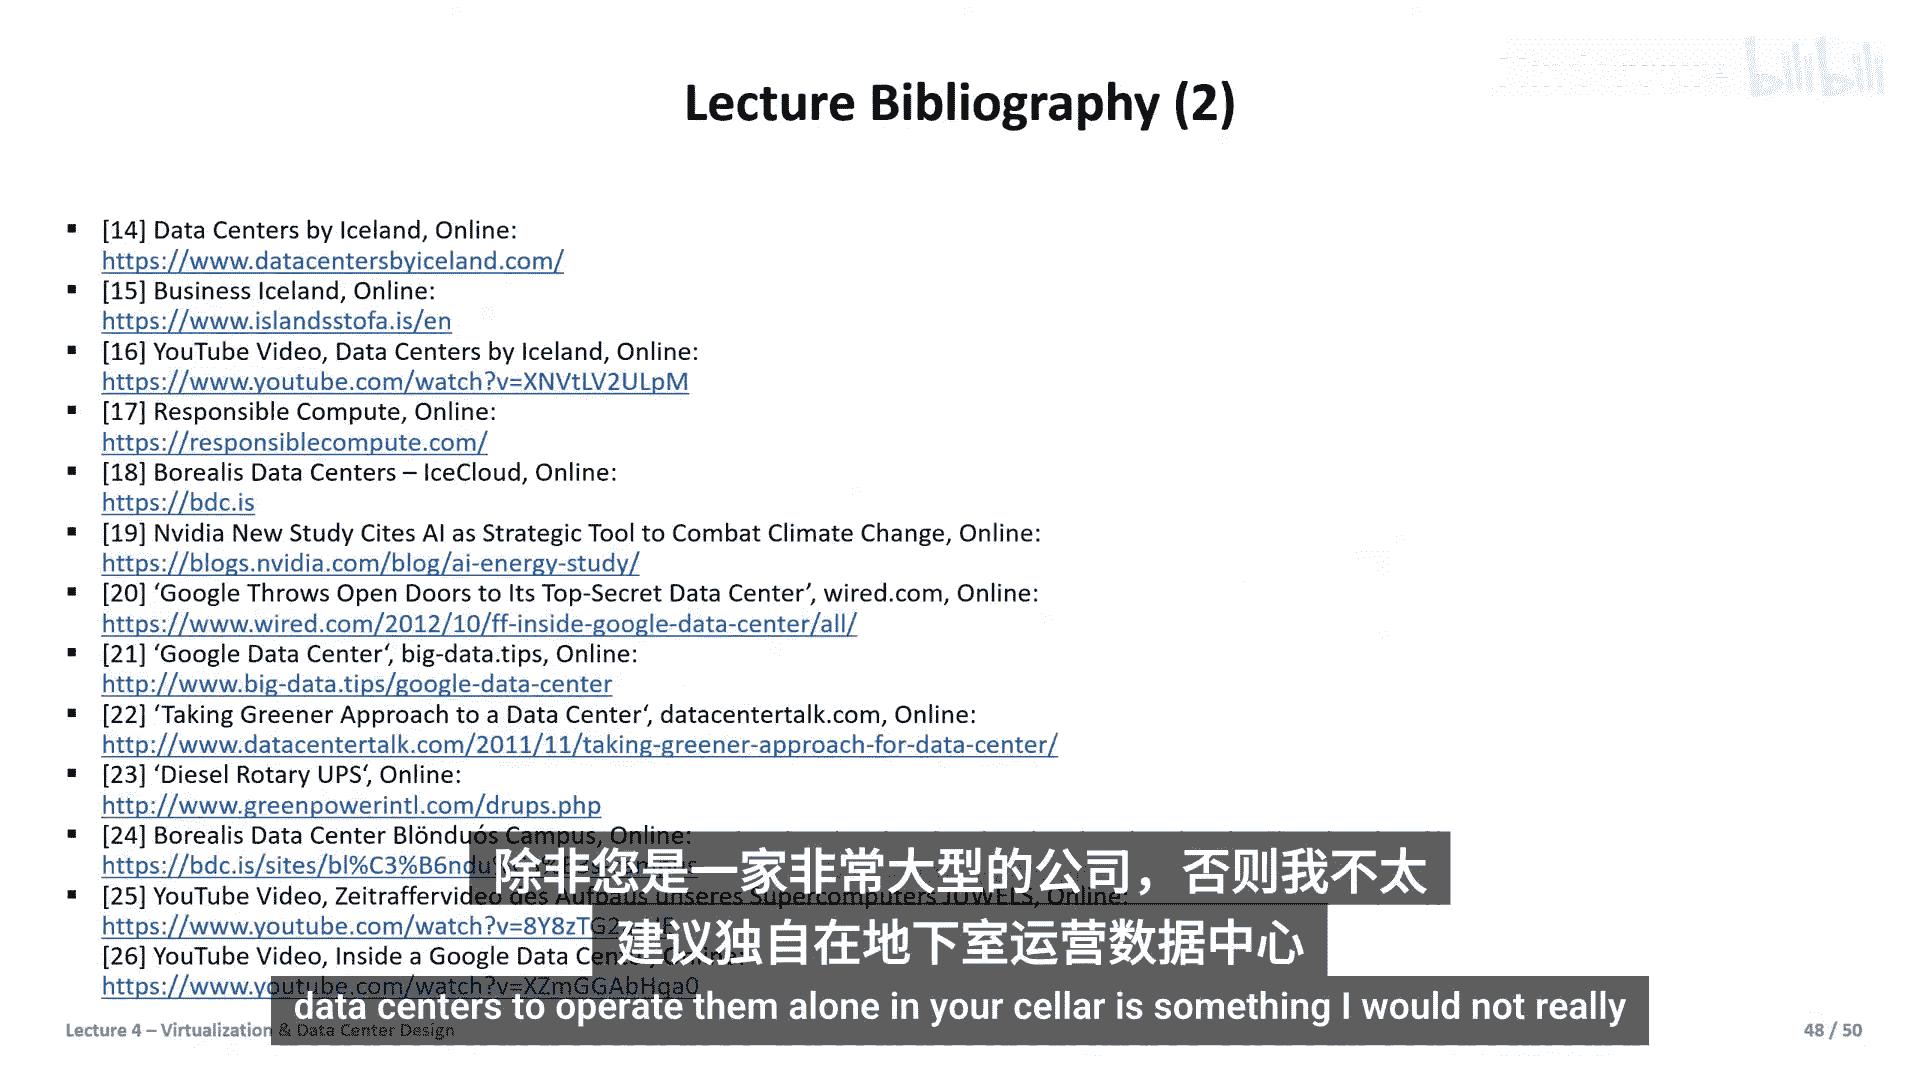 bilibili
Lecture Bibliography (2)
▪ [14] Data Centers by Iceland, Online:
https://www.datacentersbyiceland.com/
▪ [15] Business Iceland, Online:
https://www.islandsstofa.is/en
▪ [16] YouTube Video, Data Centers by Iceland, Online:
https://www.youtube.com/watch?v=XNVtLV2ULpM
▪ [17] Responsible Compute, Online:
https://responsiblecompute.com/
▪ [18] Borealis Data Centers – IceCloud, Online:
https://bdc.is
▪ [19] Nvidia New Study Cites AI as Strategic Tool to Combat Climate Change, Online:
https://blogs.nvidia.com/blog/ai-energy-study/
▪ [20] ‘Google Throws Open Doors to Its Top-Secret Data Center’, wired.com, Online:
https://www.wired.com/2012/10/ff-inside-google-data-center/all/
▪ [21] ‘Google Data Center‘, big-data.tips, Online:
http://www.big-data.tips/google-data-center
▪ [22] ‘Taking Greener Approach to a Data Center‘, datacentertalk.com, Online:
http://www.datacentertalk.com/2011/11/taking-greener-approach-for-data-center/
▪ [23] ‘Diesel Rotary UPS‘, Online:
http://www.greenpowerintl.com/drups.php
▪ [24] Borealis Data Center Blönduós Campus, Online:
https://bdc.is/sites/bl%C3%B6ndu
▪ [25] YouTube Video, Zeitraffervideo des Aufbaus unseres Supercomputers JUWELS, Online:
https://www.youtube.com/watch?v=8Y8zTG2
[26] YouTube Video, Inside a Google Data Center, Online:
https://www.youtube.com/watch?v=XZmGGAbHqa0
除非您是一家非常大型的公司，否则我不太
建议独自在地下室运营数据中心
data centers to operate them alone in your cellar is something I would not really
Lecture 4 – Virtualization & Data Center Design
48 / 50